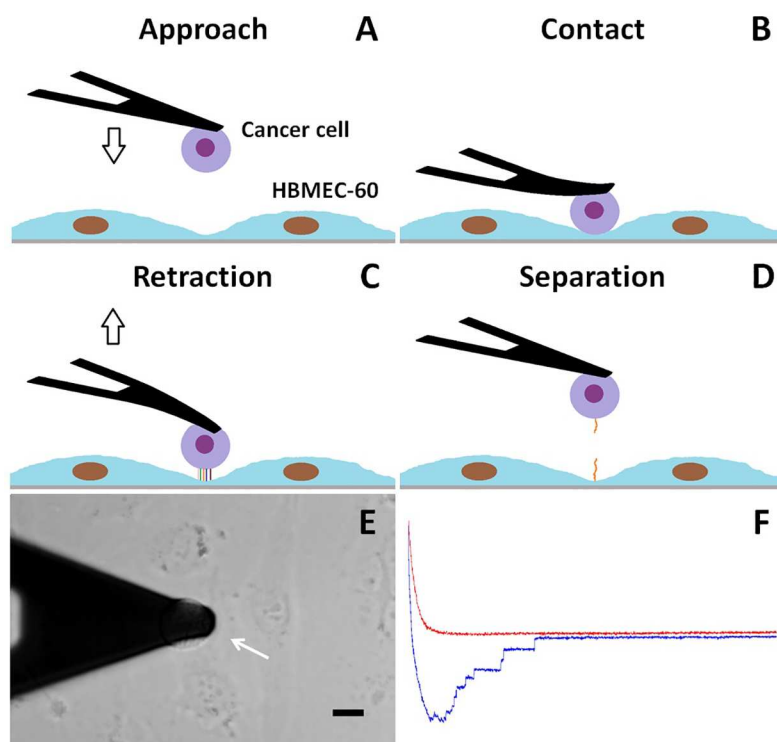 Approach A
Cancer cell
HBMEC-60
Contact B
Retraction C
Separation D
E
F